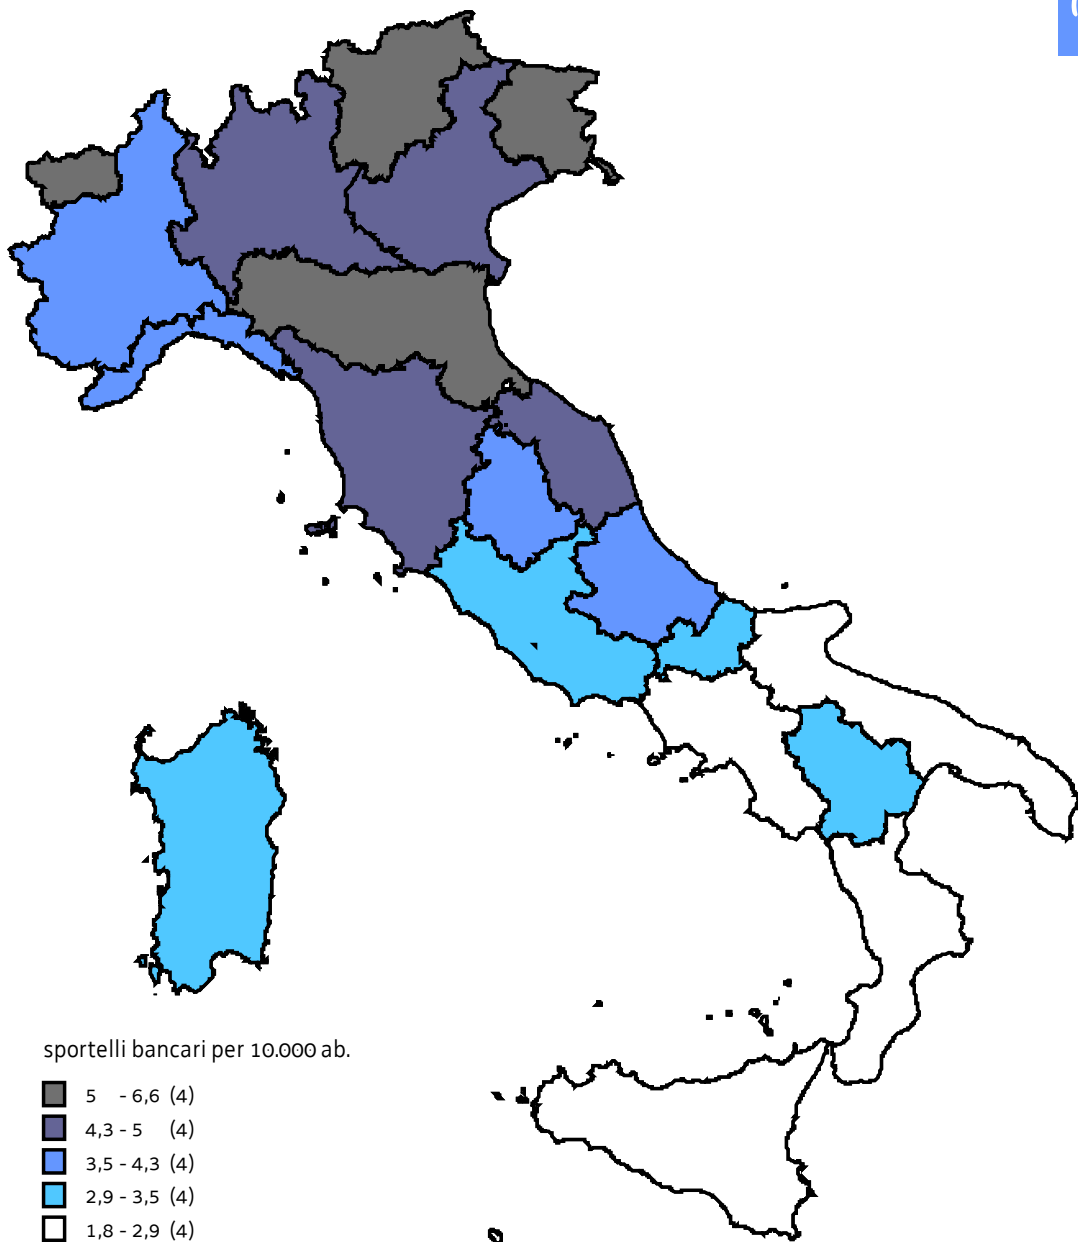 sportelli bancari per 10.000 ab.
5 - 6,6 (4)
4,3 - 5 (4)
3,5 - 4,3 (4)
2,9 - 3,5 (4)
1,8 - 2,9 (4)